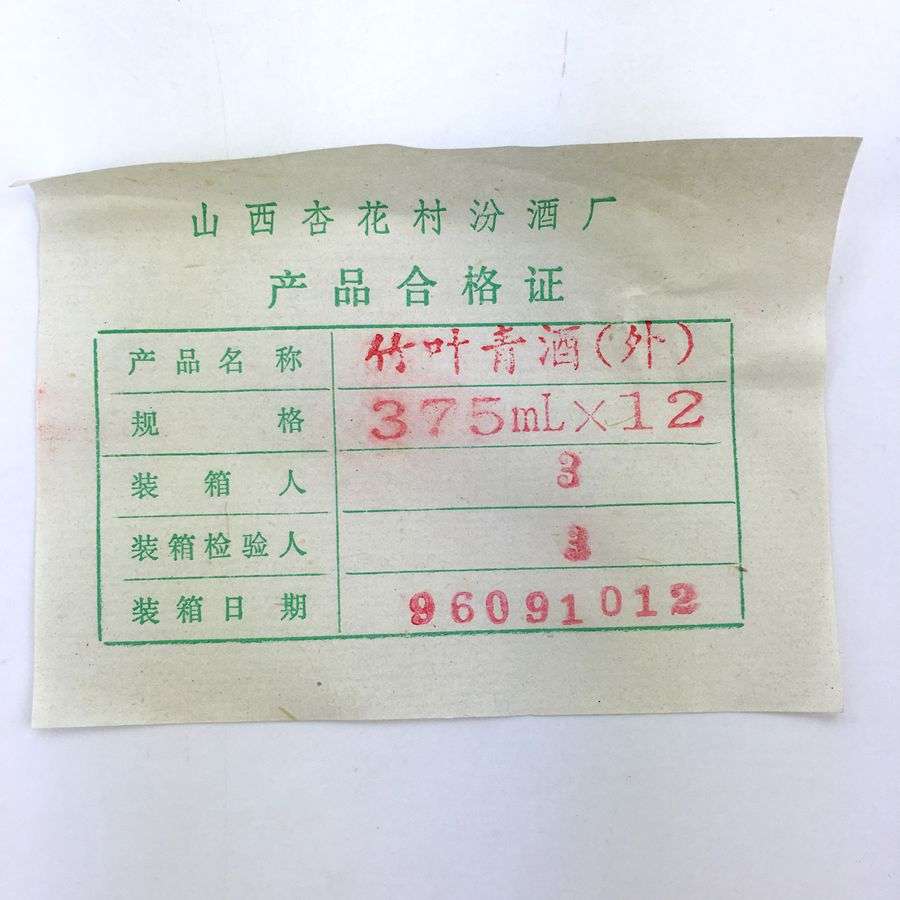 山西杏花村汾酒厂
产品合格证
产品名称 竹叶青酒(外)
规格 375mL×12
装箱人 3
装箱检验人 3
装箱日期 96091012